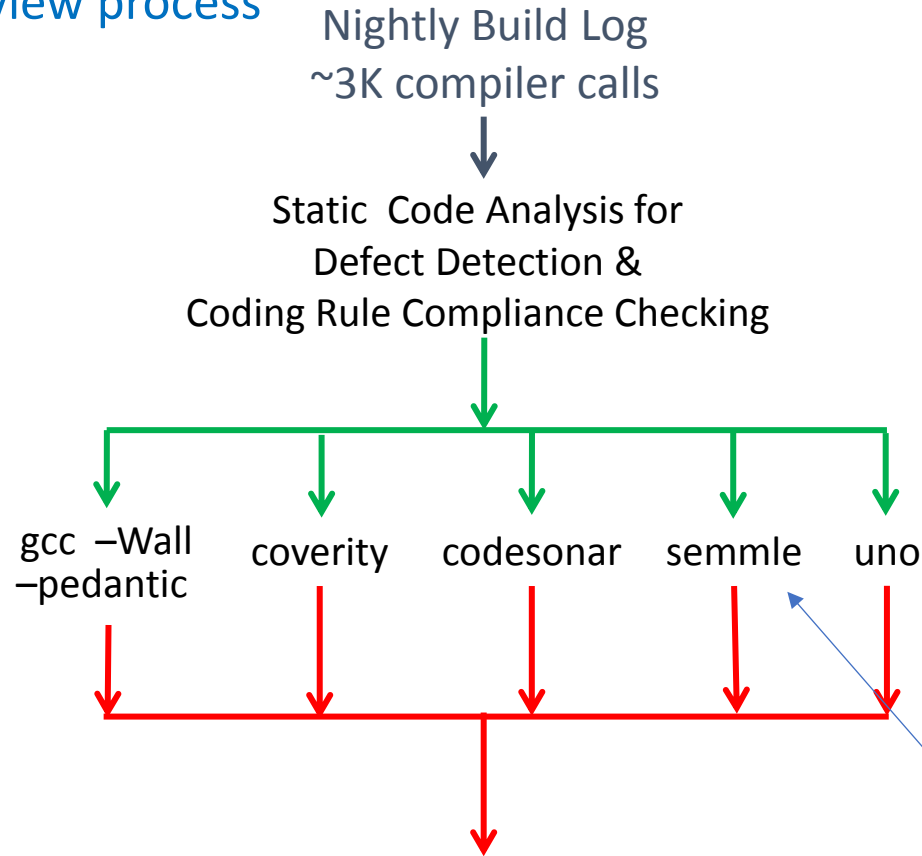 view process
Nightly Build Log
~3K compiler calls
Static Code Analysis for
Defect Detection &
Coding Rule Compliance Checking
gcc –Wall
–pedantic
coverity
codesonar
semmle
uno